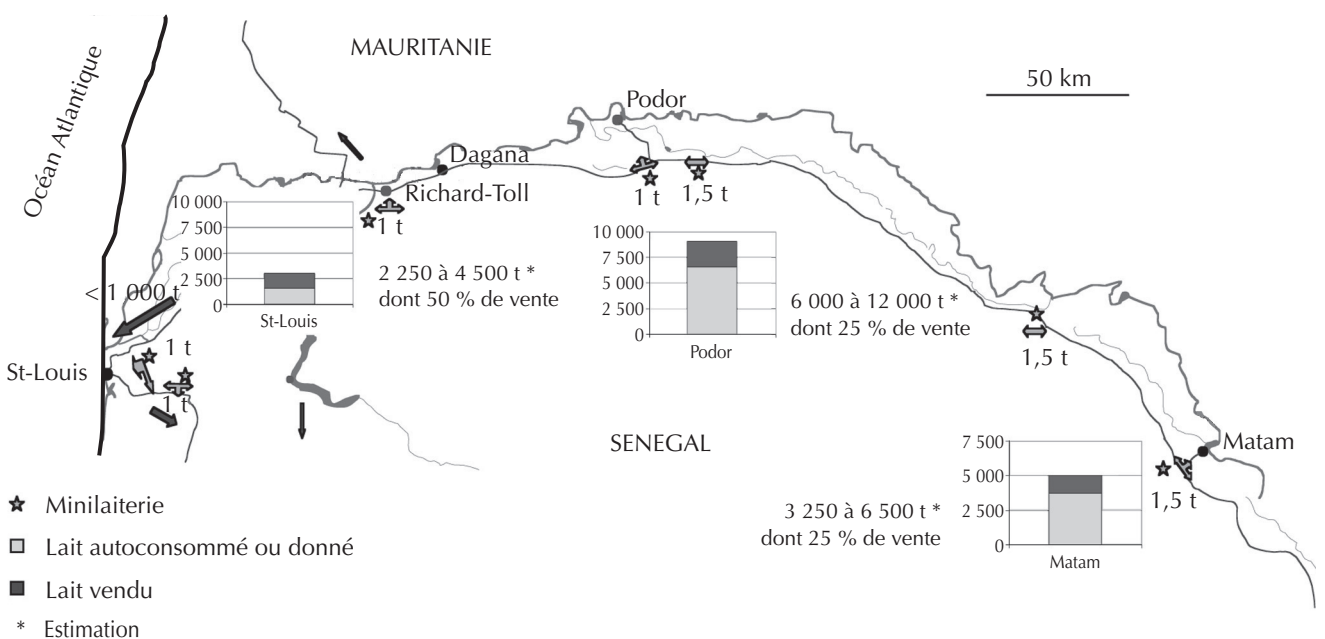 Océan Atlantique
MAURITANIE
50 km
Podor
Dagana
Richard-Toll
1 t
1 t
1,5 t
10 000
7 500
5 000
2 500
0
St-Louis
2 250 à 4 500 t *
dont 50 % de vente
10 000
7 500
5 000
2 500
0
Podor
6 000 à 12 000 t *
dont 25 % de vente
< 1 000 t
1,5 t
St-Louis
1 t
1 t
SENEGAL
7 500
5 000
2 500
0
Matam
3 250 à 6 500 t *
dont 25 % de vente
Matam
1,5 t
Minilaiterie
Lait autoconsommé ou donné
Lait vendu
* Estimation